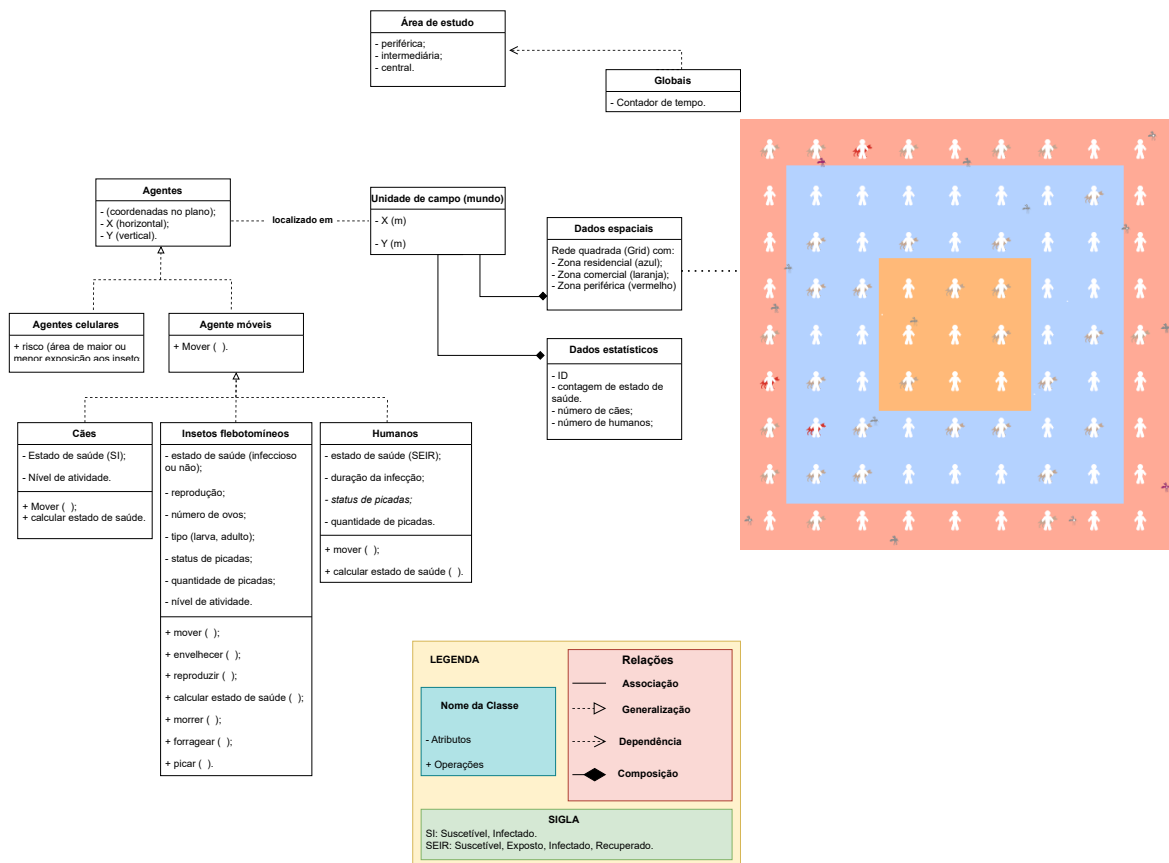 Área de estudo
- periférica;
- intermediária;
- central.
Globais
- Contador de tempo.
Agentes
- (coordenadas no plano);
- X (horizontal);
- Y (vertical).
localizado em
Unidade de campo (mundo)
- X (m)
- Y (m)
Dados espaciais
Rede quadrada (Grid) com:
- Zona residencial (azul);
- Zona comercial (laranja);
- Zona periférica (vermelho)
Agentes celulares
+ risco (área de maior ou
menor exposição aos inseto
Agente móveis
+ Mover ( ).
Dados estatísticos
- ID
- contagem de estado de
saúde.
- número de cães;
- número de humanos;
Cães
- Estado de saúde (SI);
- Nível de atividade.
+ Mover ( );
+ calcular estado de saúde.
Insetos flebotomíneos
- estado de saúde (infeccioso
ou não);
- reprodução;
- número de ovos;
- tipo (larva, adulto);
- status de picadas;
- quantidade de picadas;
- nível de atividade.
+ mover ( );
+ envelhecer ( );
+ reproduzir ( );
+ calcular estado de saúde ( );
+ morrer ( );
+ forragear ( );
+ picar ( ).
Humanos
- estado de saúde (SEIR);
- duração da infecção;
- status de picadas;
- quantidade de picadas.
+ mover ( );
+ calcular estado de saúde ( ).
LEGENDA
Nome da Classe
- Atributos
+ Operações
Relações
Associação
Generalização
Dependência
Composição
SIGLA
SI: Suscetível, Infectado.
SEIR: Suscetível, Exposto, Infectado, Recuperado.